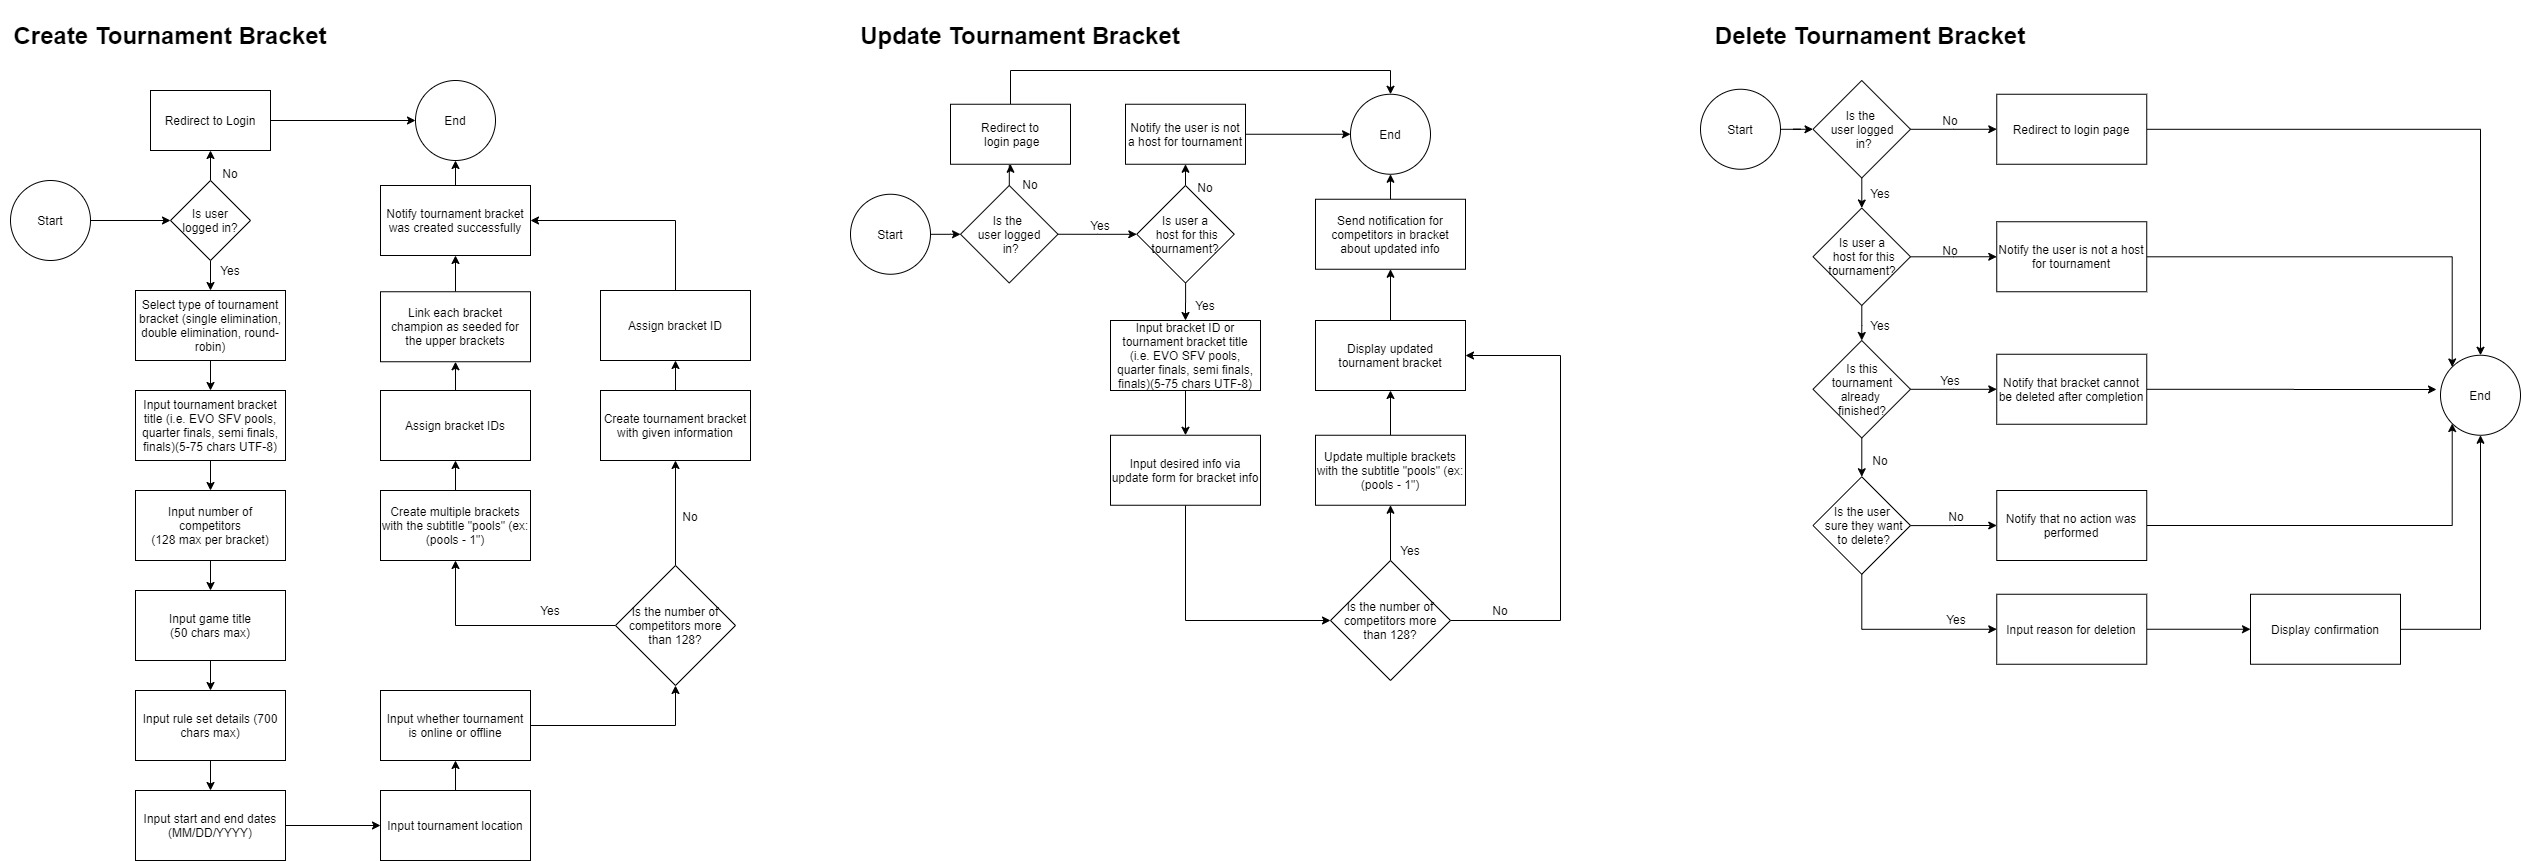 Create Tournament Bracket
Redirect to Login
End
No
Start
Is user
logged in?
Yes
Select type of tournament
bracket (single elimination,
double elimination, round-
robin)
Input tournament bracket
title (i.e. EVO SFV pools,
quarter finals, semi finals,
finals)(5-75 chars UTF-8)
Input number of
competitors
(128 max per bracket)
Input game title
(50 chars max)
Input rule set details (700
chars max)
Input start and end dates
(MM/DD/YYYY)
Input tournament location
Input whether tournament
is online or offline
Is the number of
competitors more
than 128?
Yes
No
Create multiple brackets
with the subtitle "pools" (ex:
(pools - 1")
Assign bracket IDs
Link each bracket
champion as seeded for
the upper brackets
Notify tournament bracket
was created successfully
Create tournament bracket
with given information
Assign bracket ID
Update Tournament Bracket
Redirect to
login page
Notify the user is not
a host for tournament
End
No
No
Start
Is the
user logged
in?
Yes
Is user a
host for this
tournament?
Yes
Input bracket ID or
tournament bracket title
(i.e. EVO SFV pools,
quarter finals, semi finals,
finals)(5-75 chars UTF-8)
Input desired info via
update form for bracket info
Is the number of
competitors more
than 128?
Yes
No
Update multiple brackets
with the subtitle "pools" (ex:
(pools - 1")
Display updated
tournament bracket
Send notification for
competitors in bracket
about updated info
Delete Tournament Bracket
Start
Is the
user logged
in?
No
Redirect to login page
Yes
Is user a
host for this
tournament?
No
Notify the user is not a host
for tournament
Yes
Is this
tournament
already
finished?
Yes
Notify that bracket cannot
be deleted after completion
End
No
Is the user
sure they want
to delete?
No
Notify that no action was
performed
Yes
Input reason for deletion
Display confirmation